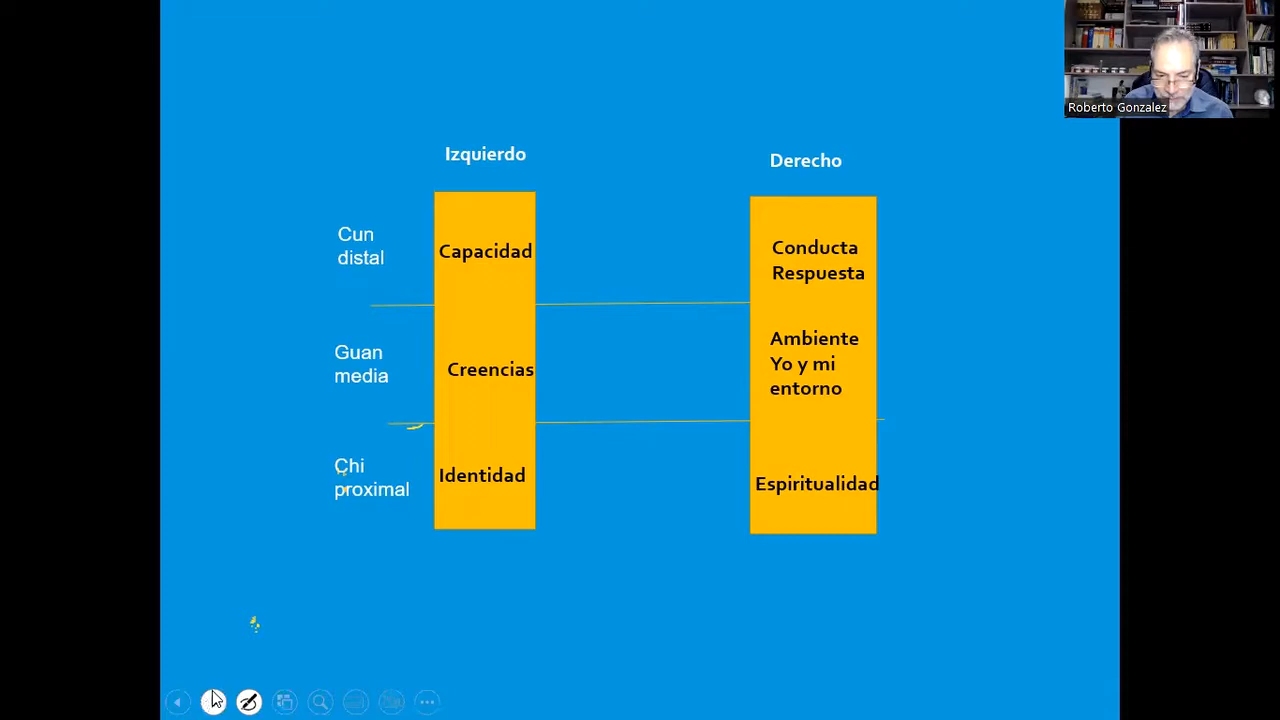 Roberto Gonzalez
Izquierdo
Derecho
Cun
distal
Capacidad
Conducta
Respuesta
Guan
media
Creencias
Ambiente
Yo y mi
entorno
Chi
proximal
Identidad
Espiritualidad